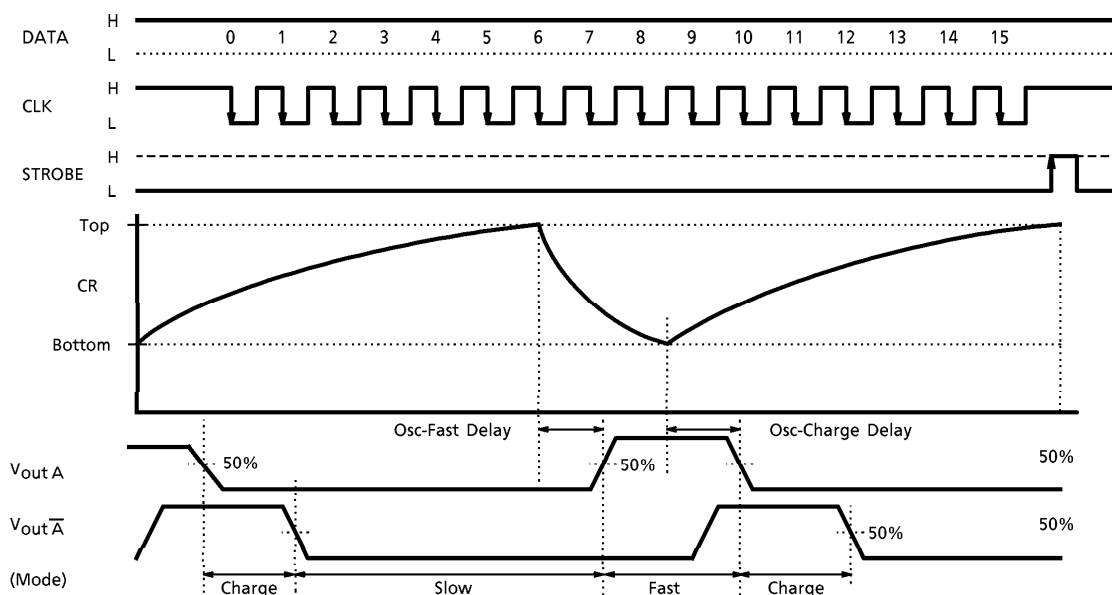 H
DATA
0 1 2 3 4 5 6 7 8 9 10 11 12 13 14 15
L
H
CLK
L
H
STROBE
L
Top
CR
Bottom
Osc-Fast Delay
Osc-Charge Delay
Vout A
50%
50%
50%
Vout A̅
50%
50%
(Mode)
Charge
Slow
Fast
Charge